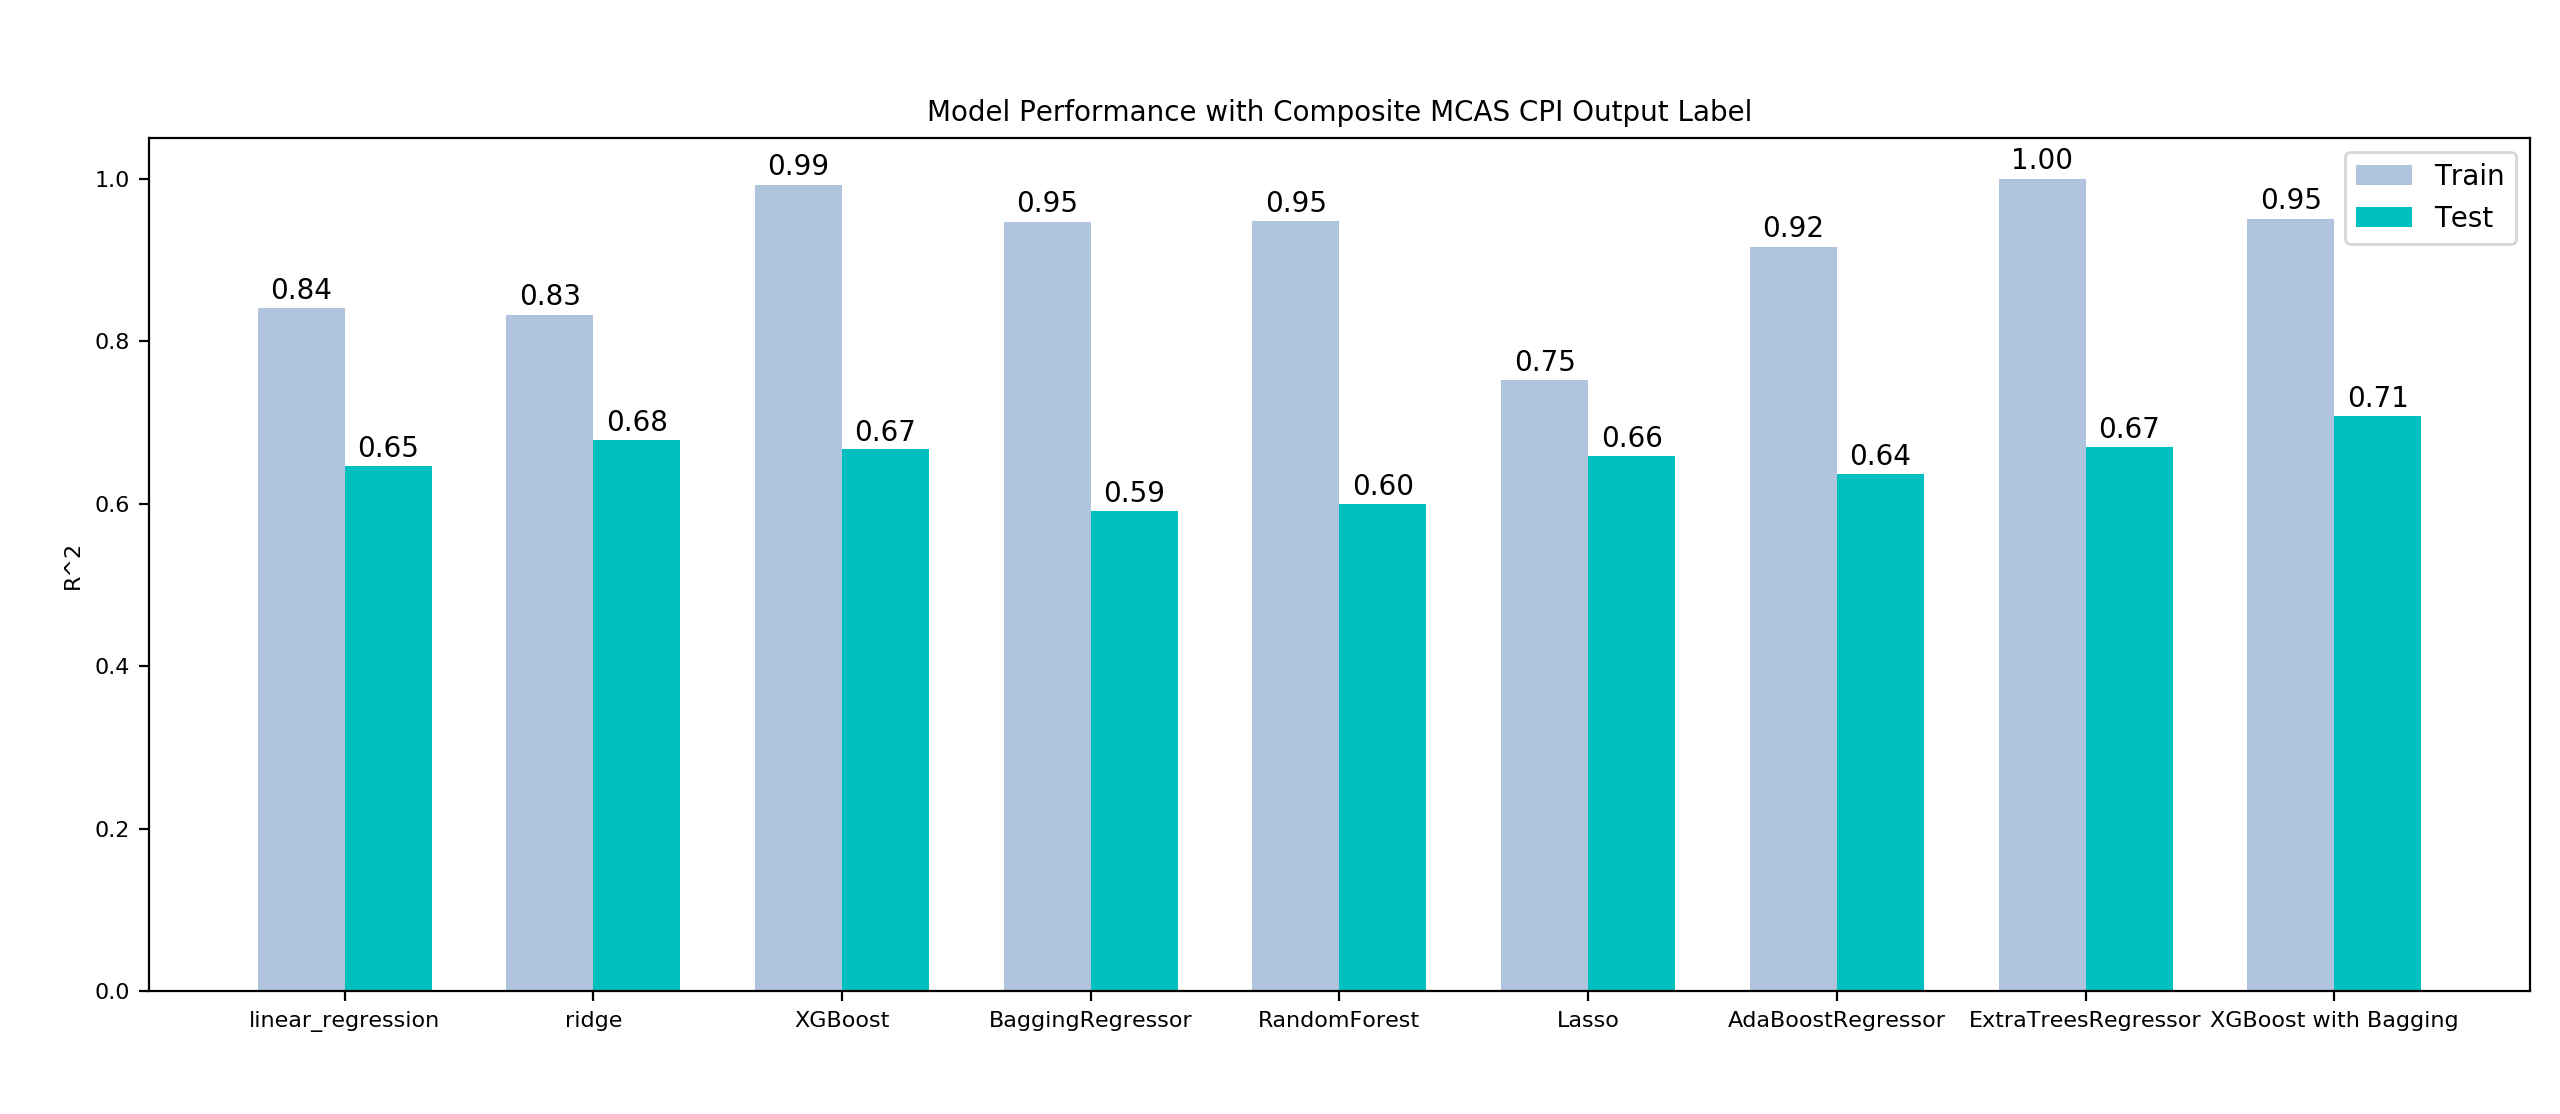 Model Performance with Composite MCAS CPI Output Label
R^2
1.0
0.8
0.6
0.4
0.2
0.0
0.84
0.65
0.83
0.68
0.99
0.67
0.95
0.59
0.95
0.60
0.75
0.66
0.92
0.64
1.00
0.67
0.95
0.71
Train
Test
linear_regression
ridge
XGBoost
BaggingRegressor
RandomForest
Lasso
AdaBoostRegressor
ExtraTreesRegressor
XGBoost with Bagging